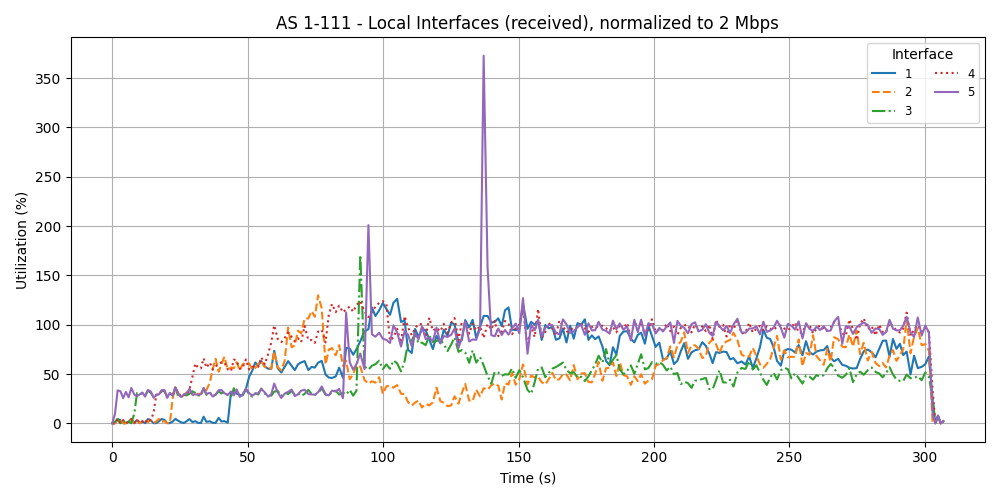 AS 1-111 - Local Interfaces (received), normalized to 2 Mbps
Interface
1
2
3
4
5
Utilization (%)
350
300
250
200
150
100
50
0
0 50 100 150 200 250 300
Time (s)